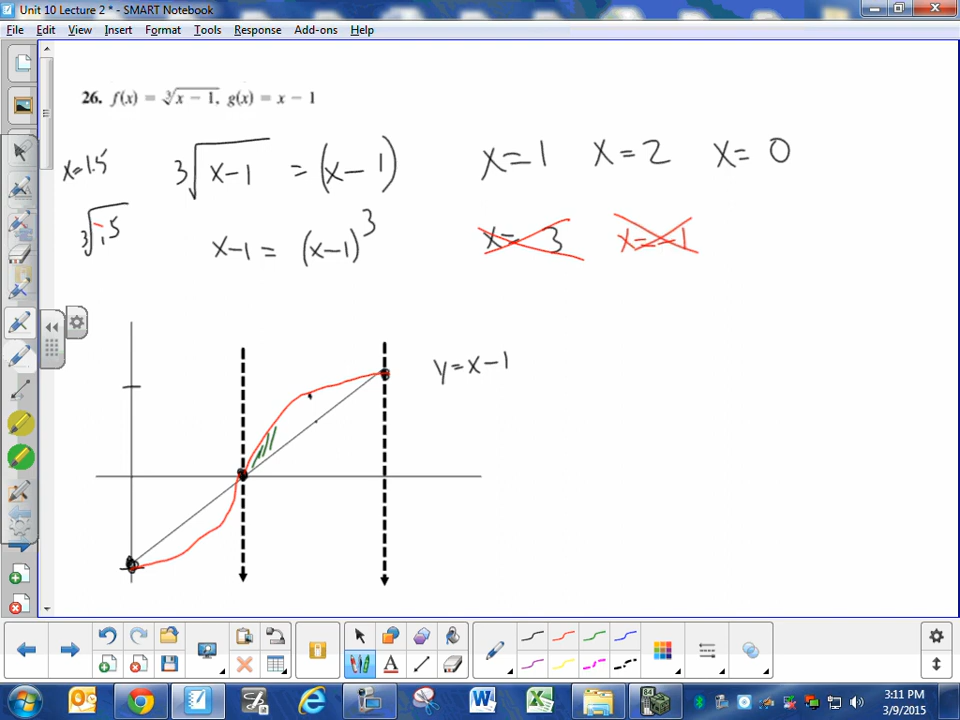 Unit 10 Lecture 2 * - SMART Notebook
File Edit View Insert Format Tools Response Add-ons Help
26. f(x) = ∛(x − 1), g(x) = x − 1
x=1.5
3√(x-1) = (x-1)
x=1 x=2 x=0
3√.5
x-1 = (x-1)³
x= 3 x=-1
y=x-1
A
84
3:11 PM
3/9/2015